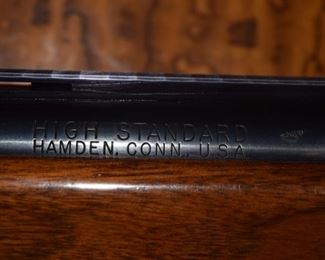 HIGH STANDARD
HAMDEN, CONN., U.S.A.